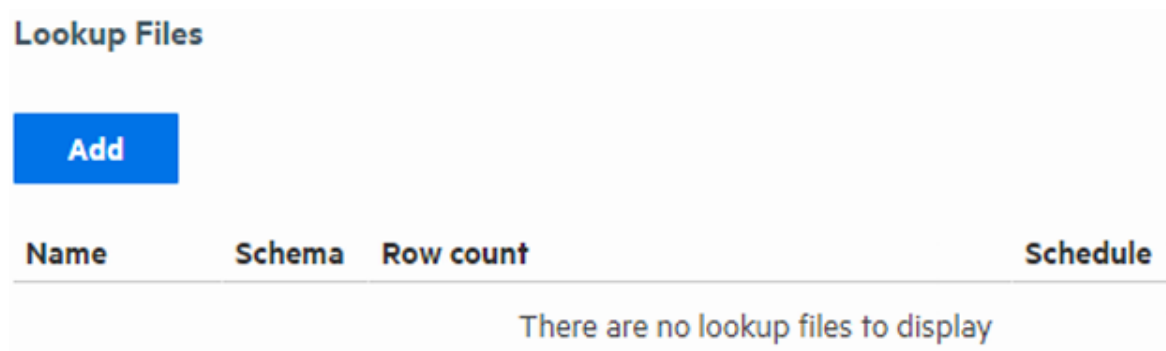 Lookup Files
Add
Name Schema Row count Schedule
There are no lookup files to display